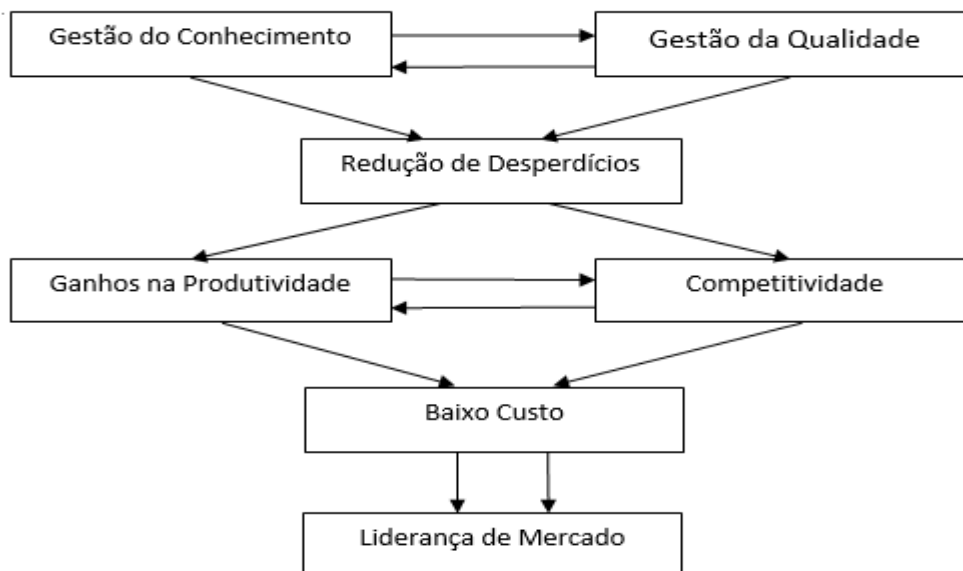 Gestão do Conhecimento
Gestão da Qualidade
Redução de Desperdícios
Ganhos na Produtividade
Competitividade
Baixo Custo
Liderança de Mercado